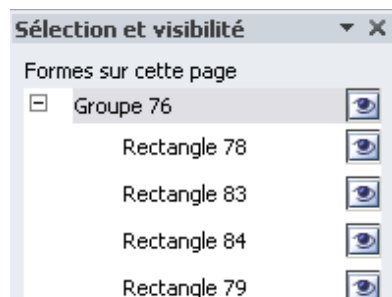 Sélection et visibilité
Formes sur cette page
Groupe 76
Rectangle 78
Rectangle 83
Rectangle 84
Rectangle 79